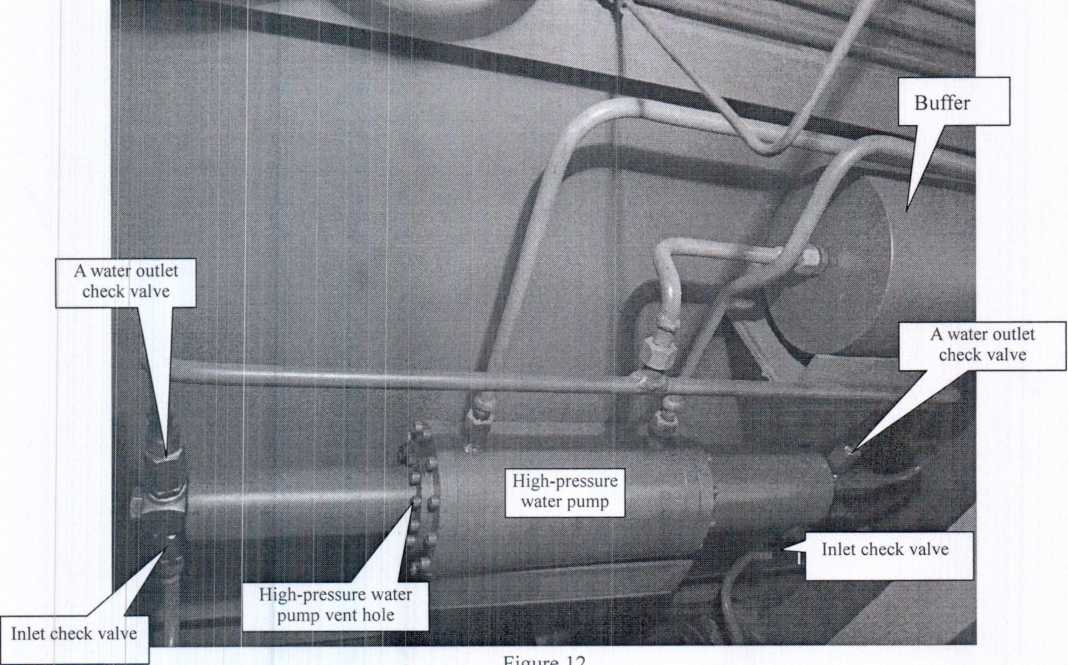 Buffer
A water outlet
check valve
A water outlet
check valve
High-pressure
water pump
Inlet check valve
High-pressure water
pump vent hole
Inlet check valve
Figure 12